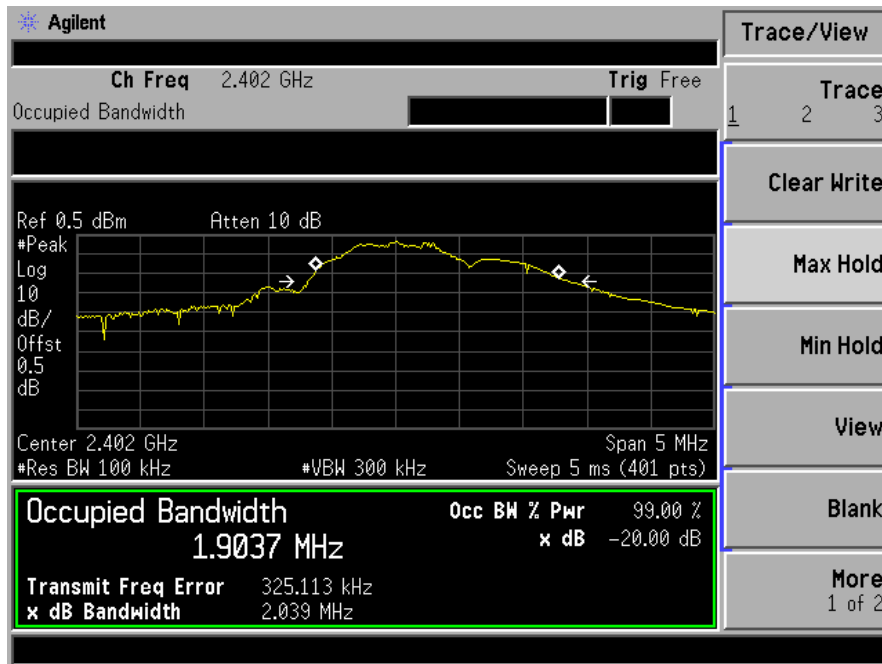 Agilent
Trace/View
Ch Freq 2.402 GHz Trig Free
Occupied Bandwidth
Trace
1 2 3
Clear Write
Max Hold
Min Hold
View
Blank
More
1 of 2
Ref 0.5 dBm Atten 10 dB
#Peak
Log
10
dB/
Offst
0.5
dB
Center 2.402 GHz Span 5 MHz
#Res BW 100 kHz #VBW 300 kHz Sweep 5 ms (401 pts)
Occupied Bandwidth
1.9037 MHz
Occ BW % Pwr 99.00 %
x dB -20.00 dB
Transmit Freq Error 325.113 kHz
x dB Bandwidth 2.039 MHz